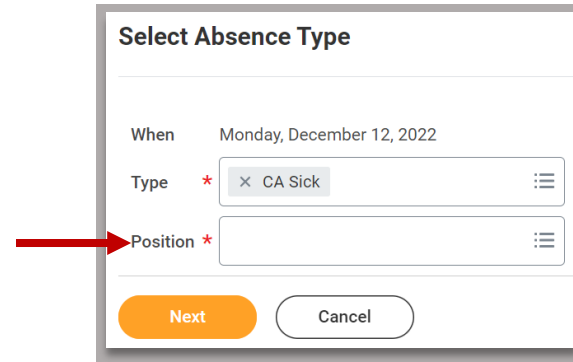 Select Absence Type
When Monday, December 12, 2022
Type * × CA Sick
Position *
Next Cancel